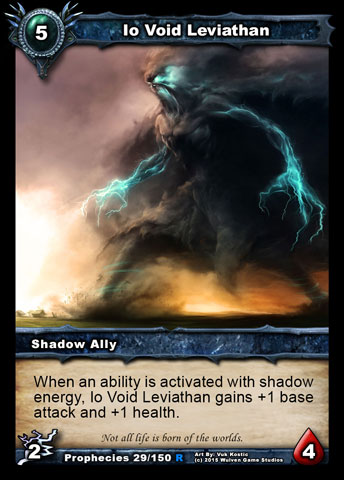 5
Io Void Leviathan
Shadow Ally
When an ability is activated with shadow
energy, Io Void Leviathan gains +1 base
attack and +1 health.
Not all life is born of the worlds.
2
Prophecies 29/150 R
Art By: Vuk Kostic
(c) 2015 Wulven Game Studios
4